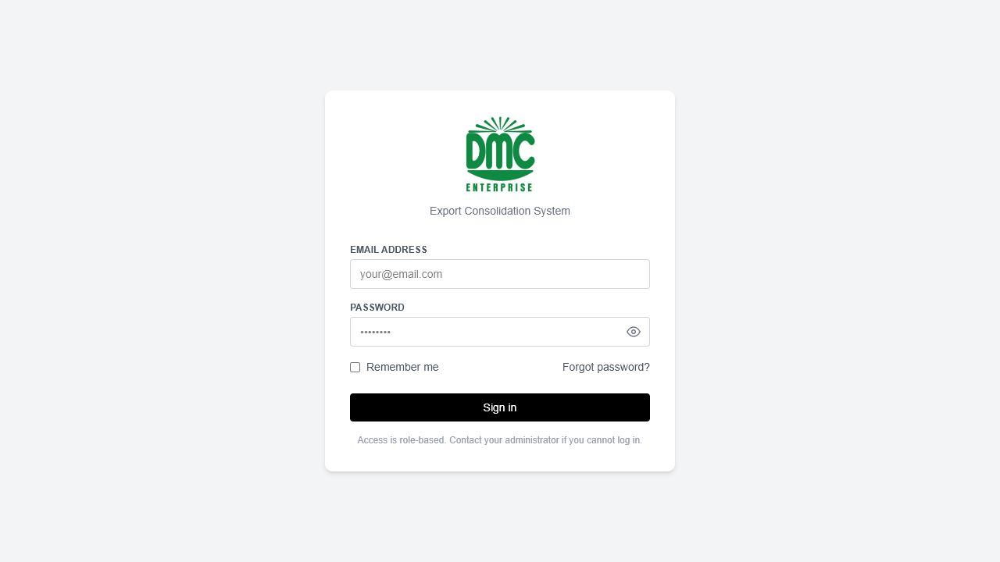 DMC
ENTERPRISE
Export Consolidation System
EMAIL ADDRESS
your@email.com
PASSWORD
••••••••
Remember me
Forgot password?
Sign in
Access is role-based. Contact your administrator if you cannot log in.